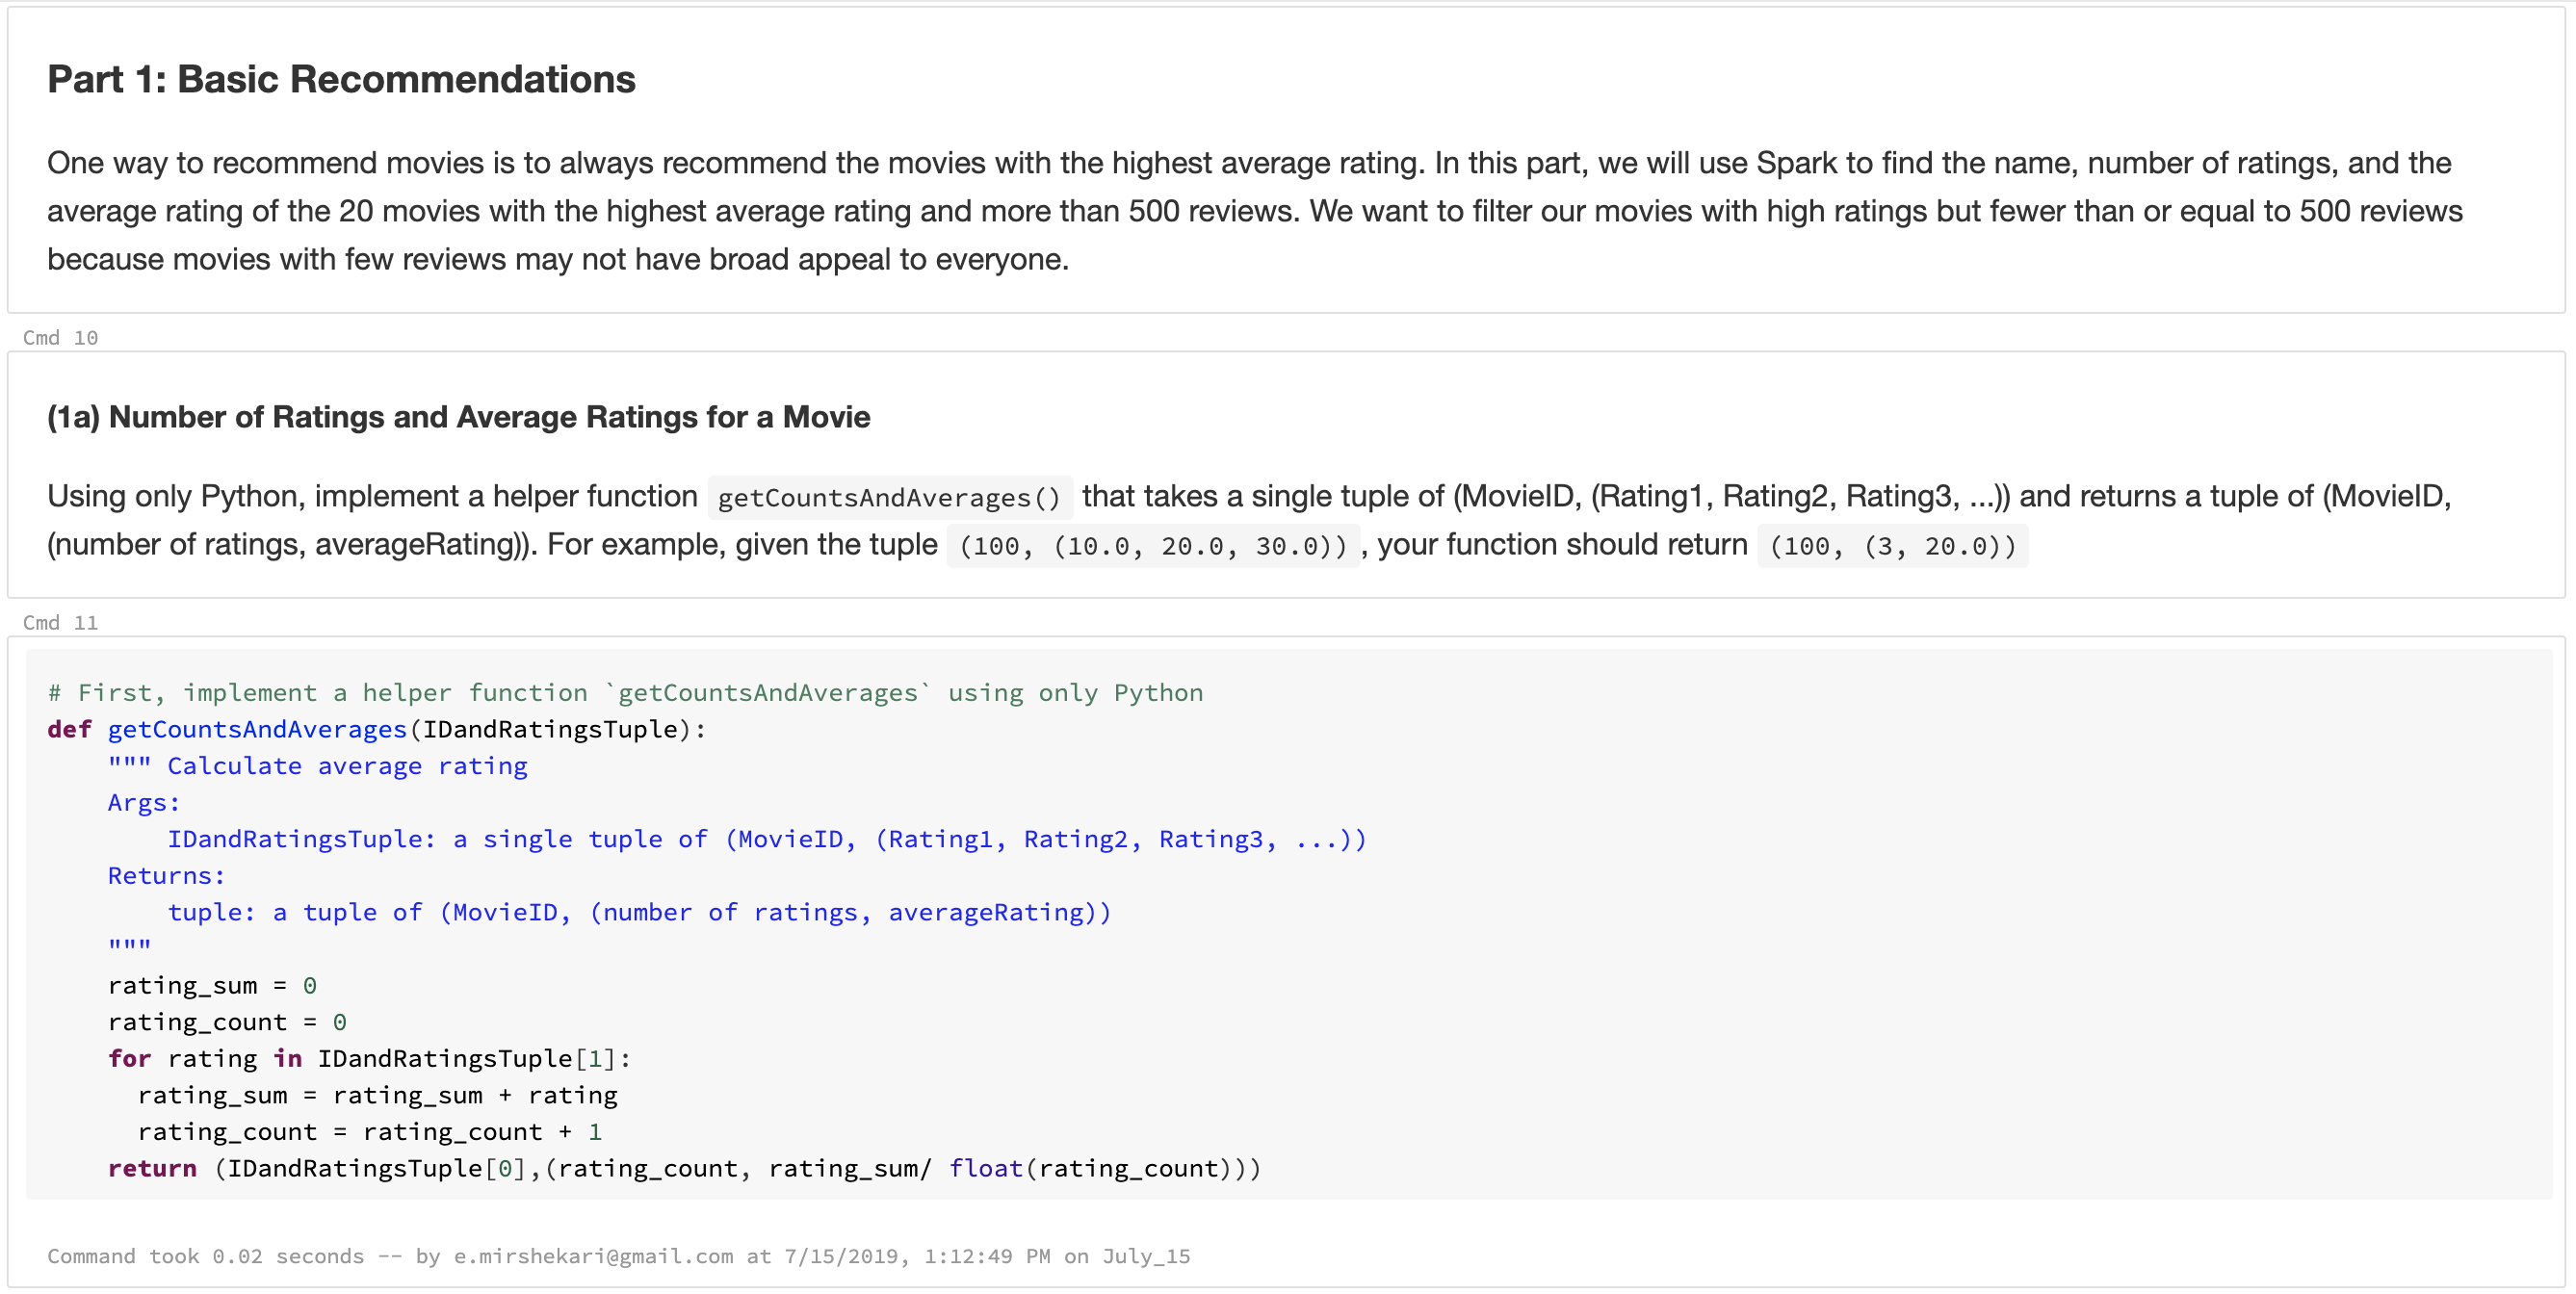 Part 1: Basic Recommendations
One way to recommend movies is to always recommend the movies with the highest average rating. In this part, we will use Spark to find the name, number of ratings, and the
average rating of the 20 movies with the highest average rating and more than 500 reviews. We want to filter our movies with high ratings but fewer than or equal to 500 reviews
because movies with few reviews may not have broad appeal to everyone.
Cmd 10
(1a) Number of Ratings and Average Ratings for a Movie
Using only Python, implement a helper function getCountsAndAverages() that takes a single tuple of (MovieID, (Rating1, Rating2, Rating3, ...)) and returns a tuple of (MovieID,
(number of ratings, averageRating)). For example, given the tuple (100, (10.0, 20.0, 30.0)) , your function should return (100, (3, 20.0))
Cmd 11
# First, implement a helper function `getCountsAndAverages` using only Python
def getCountsAndAverages(IDandRatingsTuple):
    """ Calculate average rating
    Args:
        IDandRatingsTuple: a single tuple of (MovieID, (Rating1, Rating2, Rating3, ...))
    Returns:
        tuple: a tuple of (MovieID, (number of ratings, averageRating))
    """
    rating_sum = 0
    rating_count = 0
    for rating in IDandRatingsTuple[1]:
      rating_sum = rating_sum + rating
      rating_count = rating_count + 1
    return (IDandRatingsTuple[0],(rating_count, rating_sum/ float(rating_count)))
Command took 0.02 seconds -- by e.mirshekari@gmail.com at 7/15/2019, 1:12:49 PM on July_15